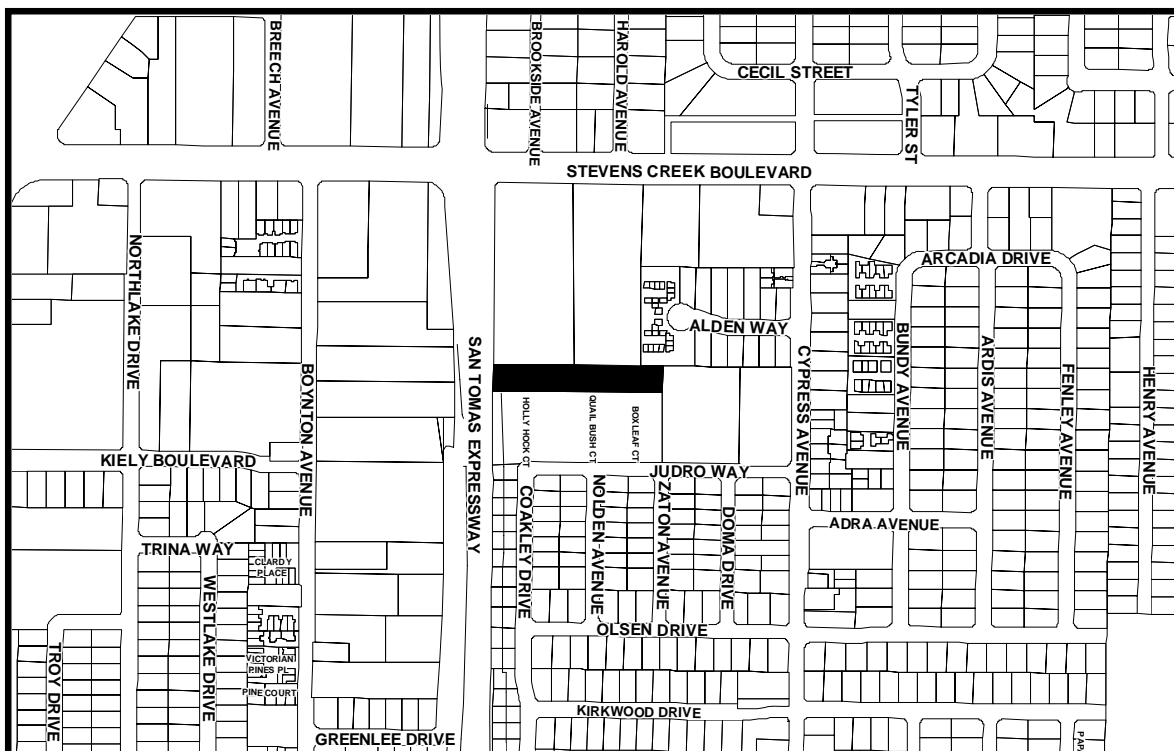 BREECH AVENUE
BROOKSIDE AVENUE
HAROLD AVENUE
CECIL STREET
TYLER ST
STEVENS CREEK BOULEVARD
NORTHLAKE DRIVE
ARCADIA DRIVE
ALDEN WAY
SAN TOMAS EXPRESSWAY
CYPRESS AVENUE
BUNDY AVENUE
ARDIS AVENUE
FENLEY AVENUE
HENRY AVENUE
BOYNTON AVENUE
HOLLY HOCK CT
QUAIL BUSH CT
BOXLEAF CT
KIELY BOULEVARD
JUDRO WAY
COAKLEY DRIVE
NOLDEN AVENUE
ZATON AVENUE
DOMA DRIVE
ADRA AVENUE
TRINA WAY
CLARDY
PLACE
WESTLAKE DRIVE
OLSEN DRIVE
TROY DRIVE
VICTORIAN
PINES PL
PINE COURT
KIRKWOOD DRIVE
GREENLEE DRIVE